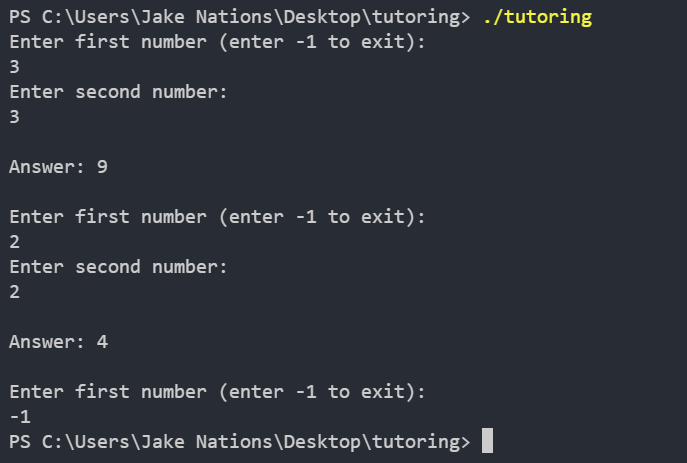 PS C:\Users\Jake Nations\Desktop\tutoring> ./tutoring
Enter first number (enter -1 to exit):
3
Enter second number:
3
Answer: 9
Enter first number (enter -1 to exit):
2
Enter second number:
2
Answer: 4
Enter first number (enter -1 to exit):
-1
PS C:\Users\Jake Nations\Desktop\tutoring>